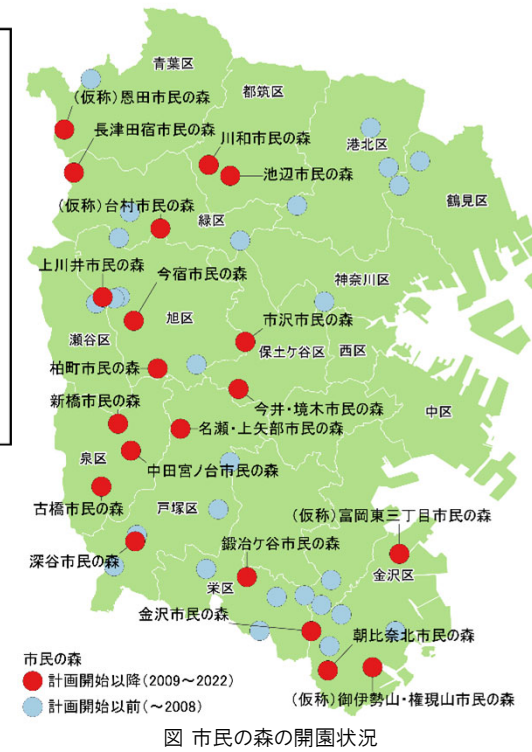 青葉区
(仮称)恩田市民の森
都筑区
長津田宿市民の森
川和市民の森
港北区
池辺市民の森
鶴見区
(仮称)台村市民の森
緑区
上川井市民の森
今宿市民の森
神奈川区
旭区
市沢市民の森
瀬谷区
保土ケ谷区
西区
柏町市民の森
新橋市民の森
今井・境木市民の森
中区
名瀬・上矢部市民の森
泉区
中田宮ノ台市民の森
古橋市民の森
戸塚区
(仮称)富岡東三丁目市民の森
鍛冶ケ谷市民の森
深谷市民の森
栄区
金沢区
金沢市民の森
朝比奈北市民の森
(仮称)御伊勢山・権現山市民の森
市民の森
計画開始以降(2009~2022)
計画開始以前(~2008)
図 市民の森の開園状況